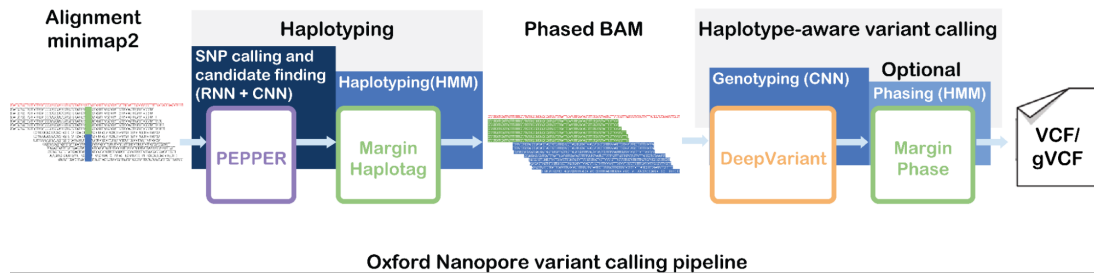 Alignment
minimap2
Haplotyping
Phased BAM
Haplotype-aware variant calling
SNP calling and
candidate finding
(RNN + CNN)
Haplotyping(HMM)
Genotyping (CNN)
Optional
Phasing (HMM)
PEPPER
Margin
Haplotag
DeepVariant
Margin
Phase
VCF/
gVCF
Oxford Nanopore variant calling pipeline